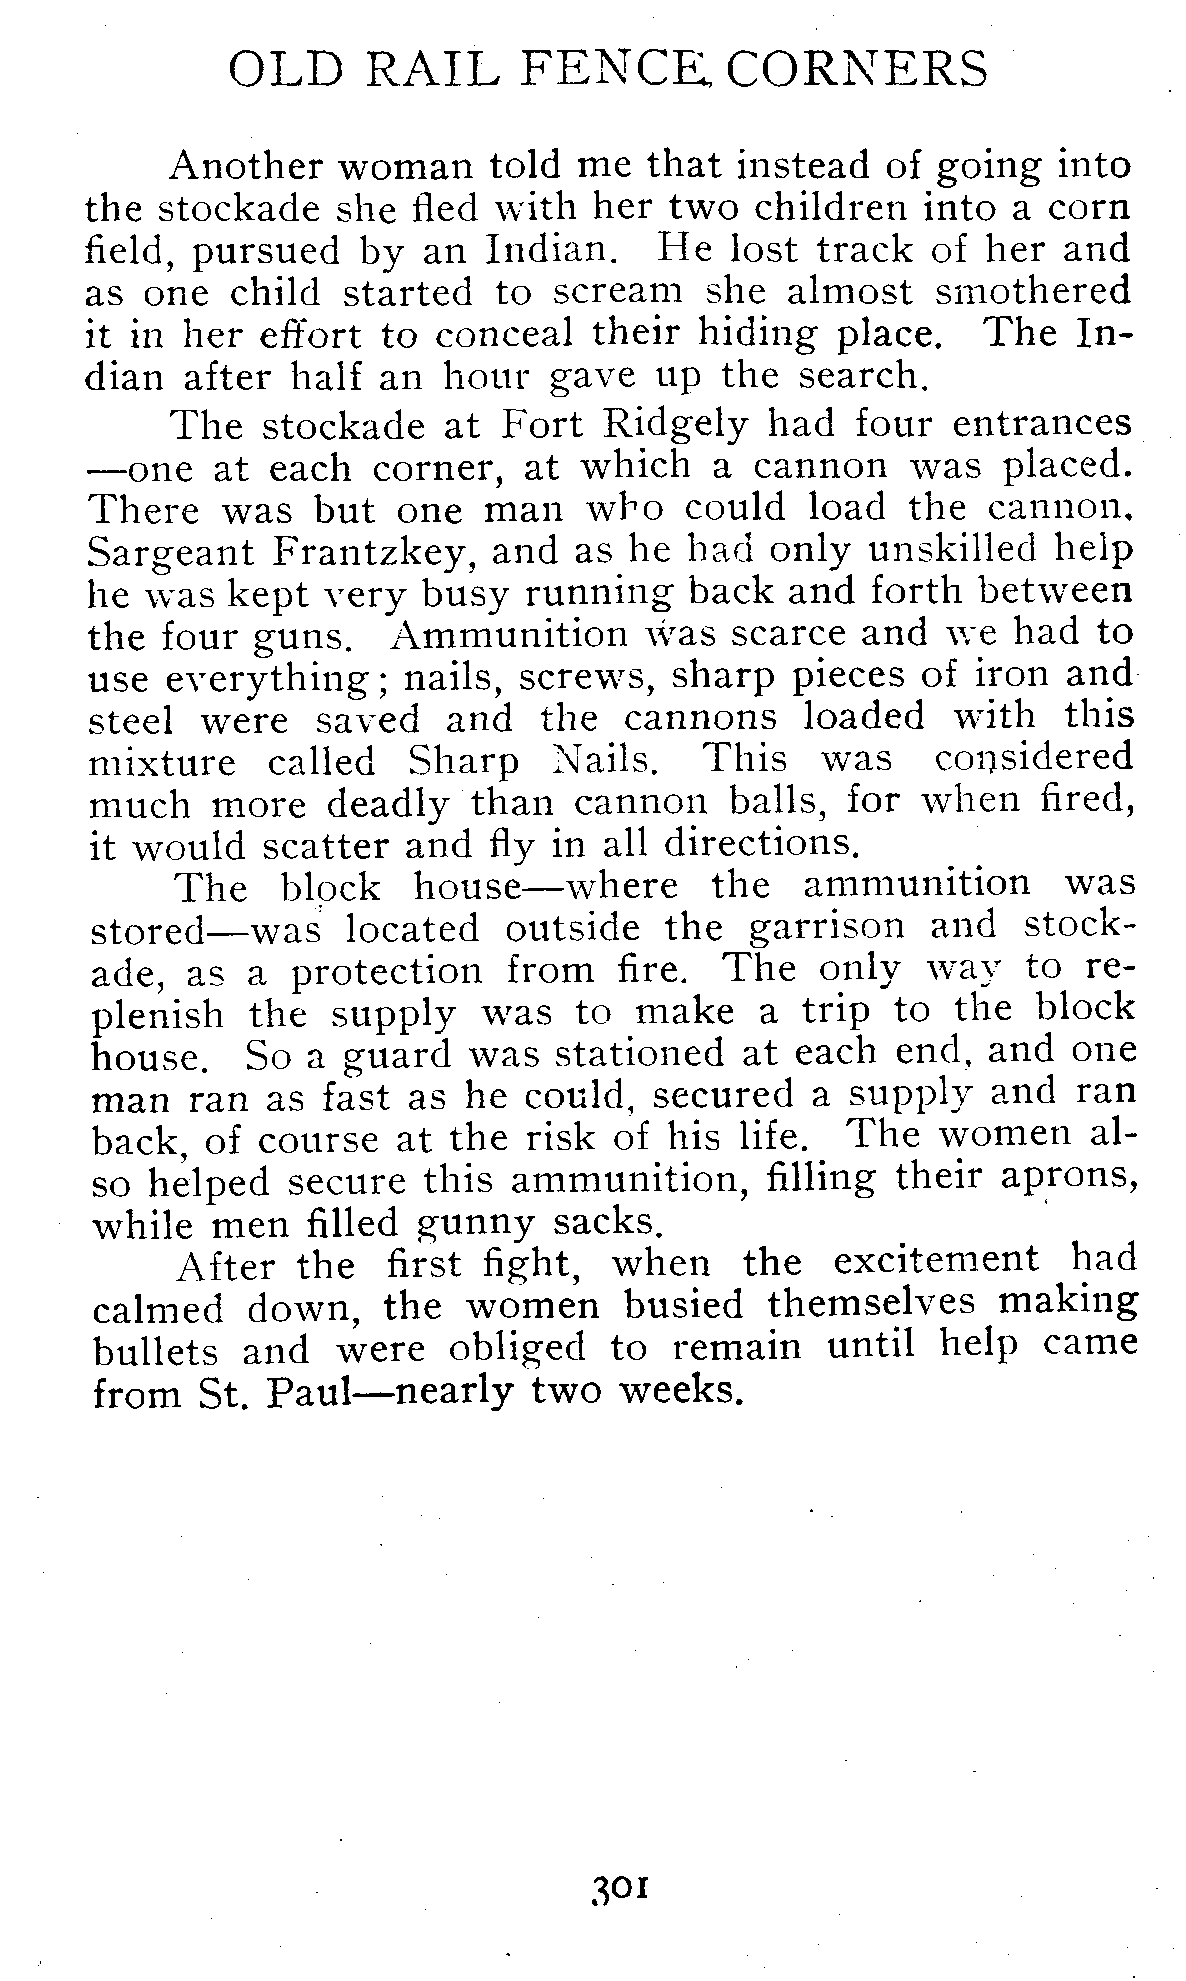 OLD RAIL FENCE CORNERS
Another woman told me that instead of going into
the stockade she fled with her two children into a corn
field, pursued by an Indian. He lost track of her and
as one child started to scream she almost smothered
it in her effort to conceal their hiding place. The In-
dian after half an hour gave up the search.
The stockade at Fort Ridgely had four entrances
—one at each corner, at which a cannon was placed.
There was but one man who could load the cannon,
Sargeant Frantzkey, and as he had only unskilled help
he was kept very busy running back and forth between
the four guns. Ammunition was scarce and we had to
use everything; nails, screws, sharp pieces of iron and
steel were saved and the cannons loaded with this
mixture called Sharp Nails. This was considered
much more deadly than cannon balls, for when fired,
it would scatter and fly in all directions.
The block house—where the ammunition was
stored—was located outside the garrison and stock-
ade, as a protection from fire. The only way to re-
plenish the supply was to make a trip to the block
house. So a guard was stationed at each end, and one
man ran as fast as he could, secured a supply and ran
back, of course at the risk of his life. The women al-
so helped secure this ammunition, filling their aprons,
while men filled gunny sacks.
After the first fight, when the excitement had
calmed down, the women busied themselves making
bullets and were obliged to remain until help came
from St. Paul—nearly two weeks.
301